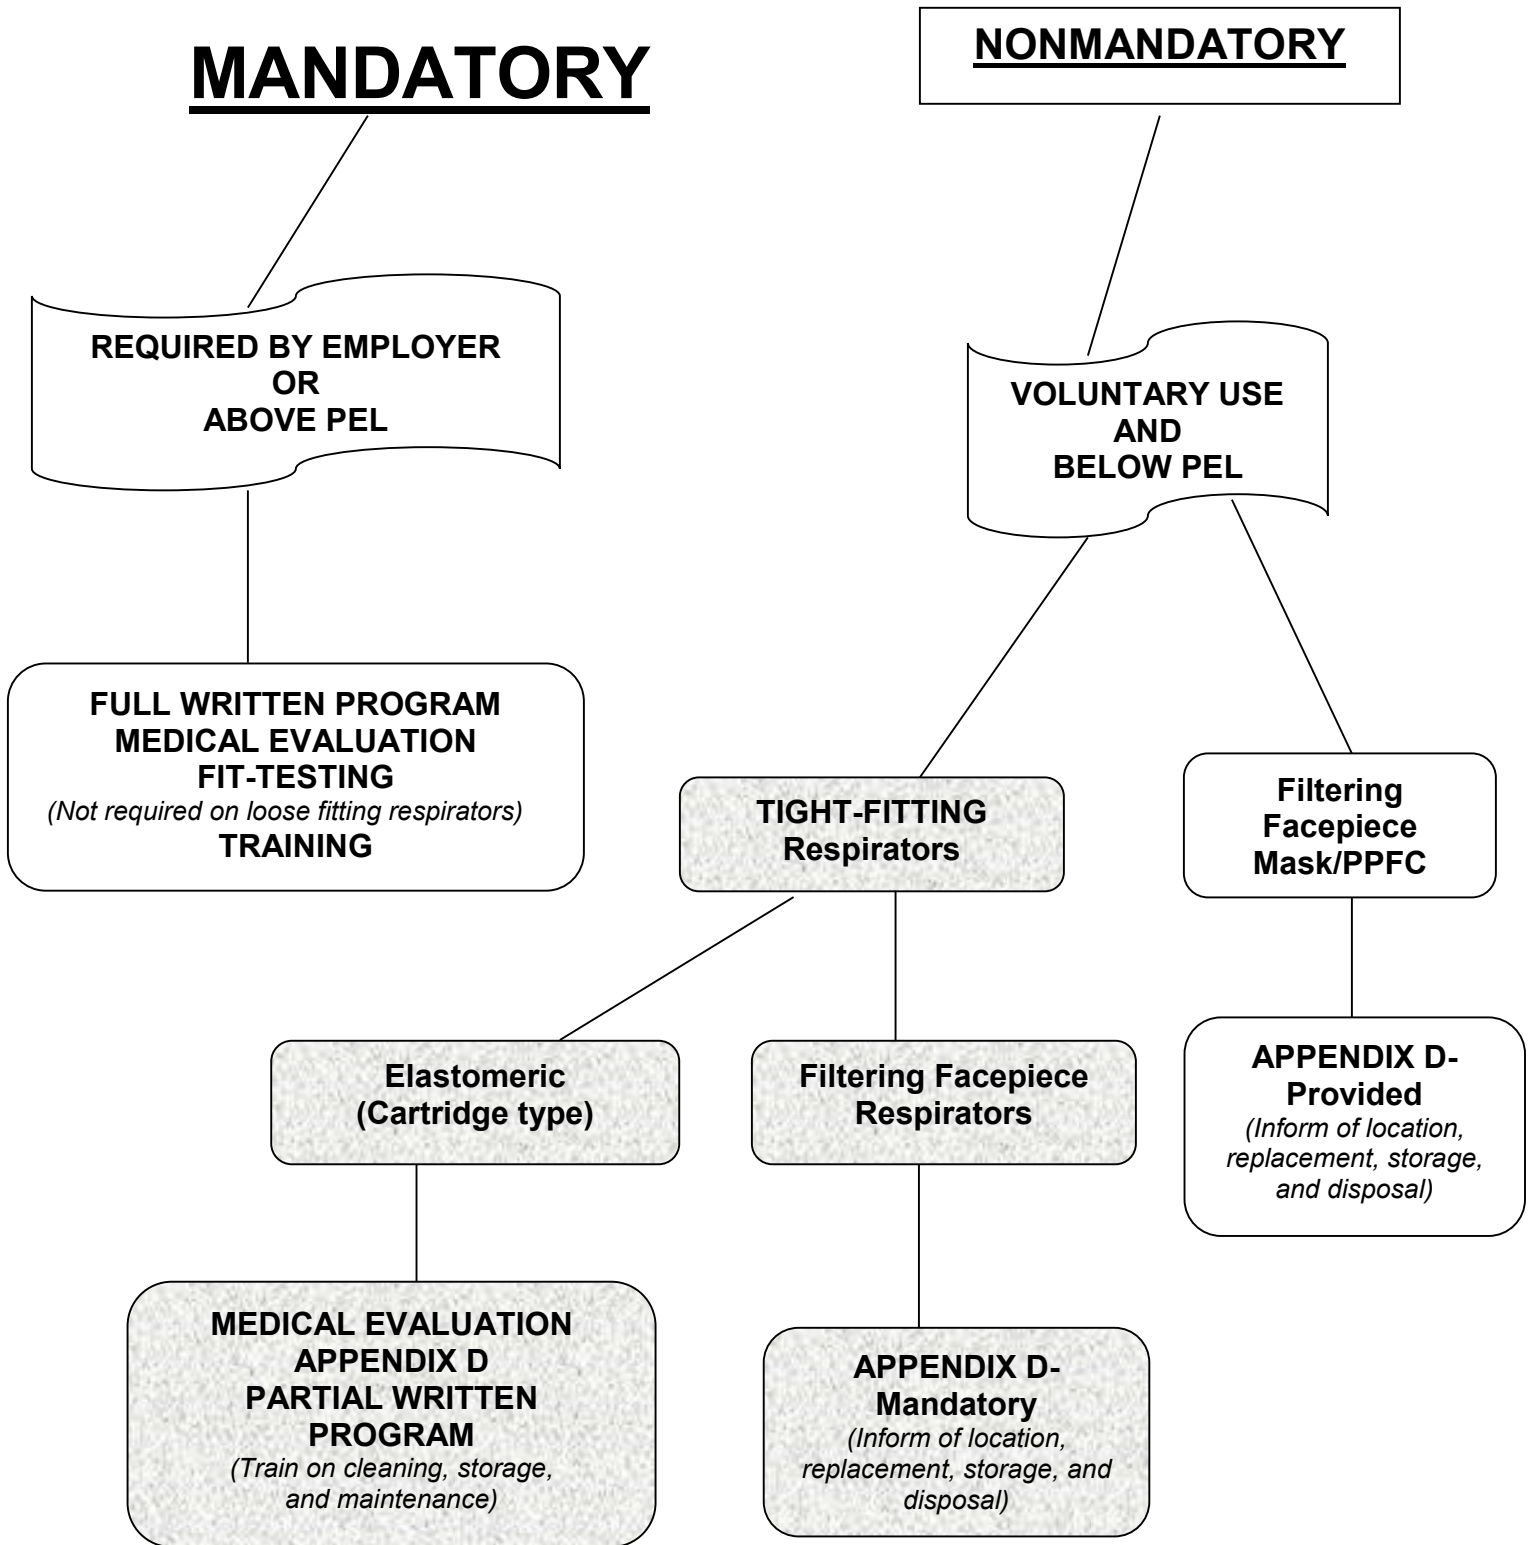 MANDATORY
NONMANDATORY
REQUIRED BY EMPLOYER
OR
ABOVE PEL
VOLUNTARY USE
AND
BELOW PEL
FULL WRITTEN PROGRAM
MEDICAL EVALUATION
FIT-TESTING
(Not required on loose fitting respirators)
TRAINING
TIGHT-FITTING
Respirators
Filtering
Facepiece
Mask/PPFC
Elastomeric
(Cartridge type)
Filtering Facepiece
Respirators
APPENDIX D-
Provided
(Inform of location,
replacement, storage,
and disposal)
MEDICAL EVALUATION
APPENDIX D
PARTIAL WRITTEN
PROGRAM
(Train on cleaning, storage,
and maintenance)
APPENDIX D-
Mandatory
(Inform of location,
replacement, storage, and
disposal)